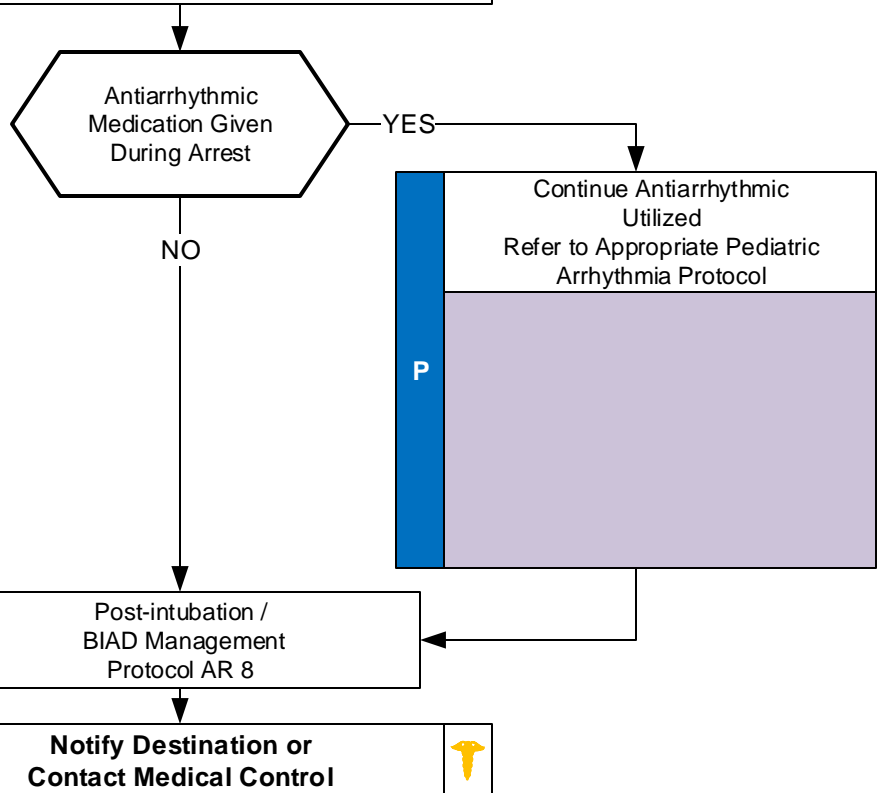 Antiarrhythmic
Medication Given
During Arrest
YES
NO
P
Continue Antiarrhythmic
Utilized
Refer to Appropriate Pediatric
Arrhythmia Protocol
Post-intubation /
BIAD Management
Protocol AR 8
Notify Destination or
Contact Medical Control